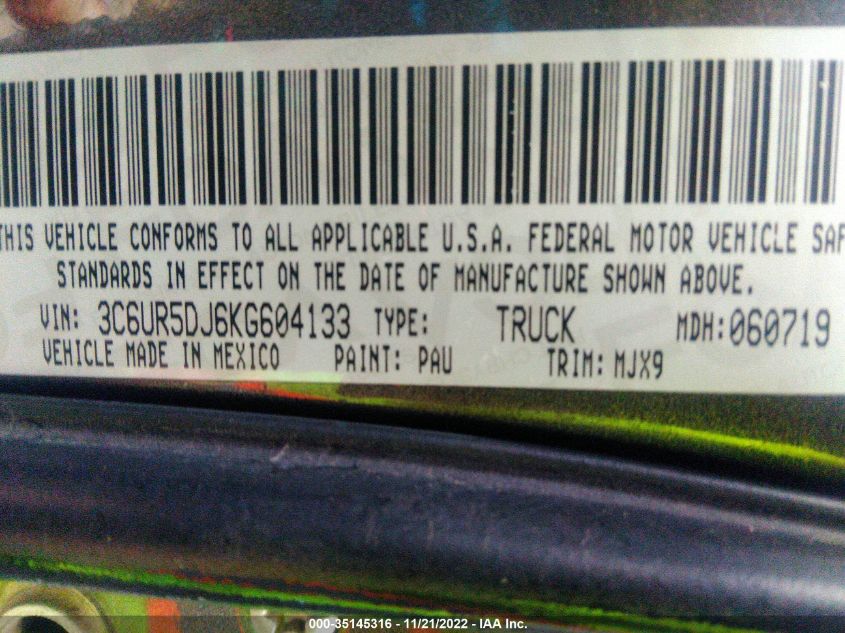 THIS VEHICLE CONFORMS TO ALL APPLICABLE U.S.A. FEDERAL MOTOR VEHICLE SAF
STANDARDS IN EFFECT ON THE DATE OF MANUFACTURE SHOWN ABOVE.
VIN: 3C6UR5DJ6KG604133 TYPE: TRUCK MDH:060719
VEHICLE MADE IN MEXICO PAINT: PAU TRIM: MJX9
000-35145316 - 11/21/2022 - IAA Inc.